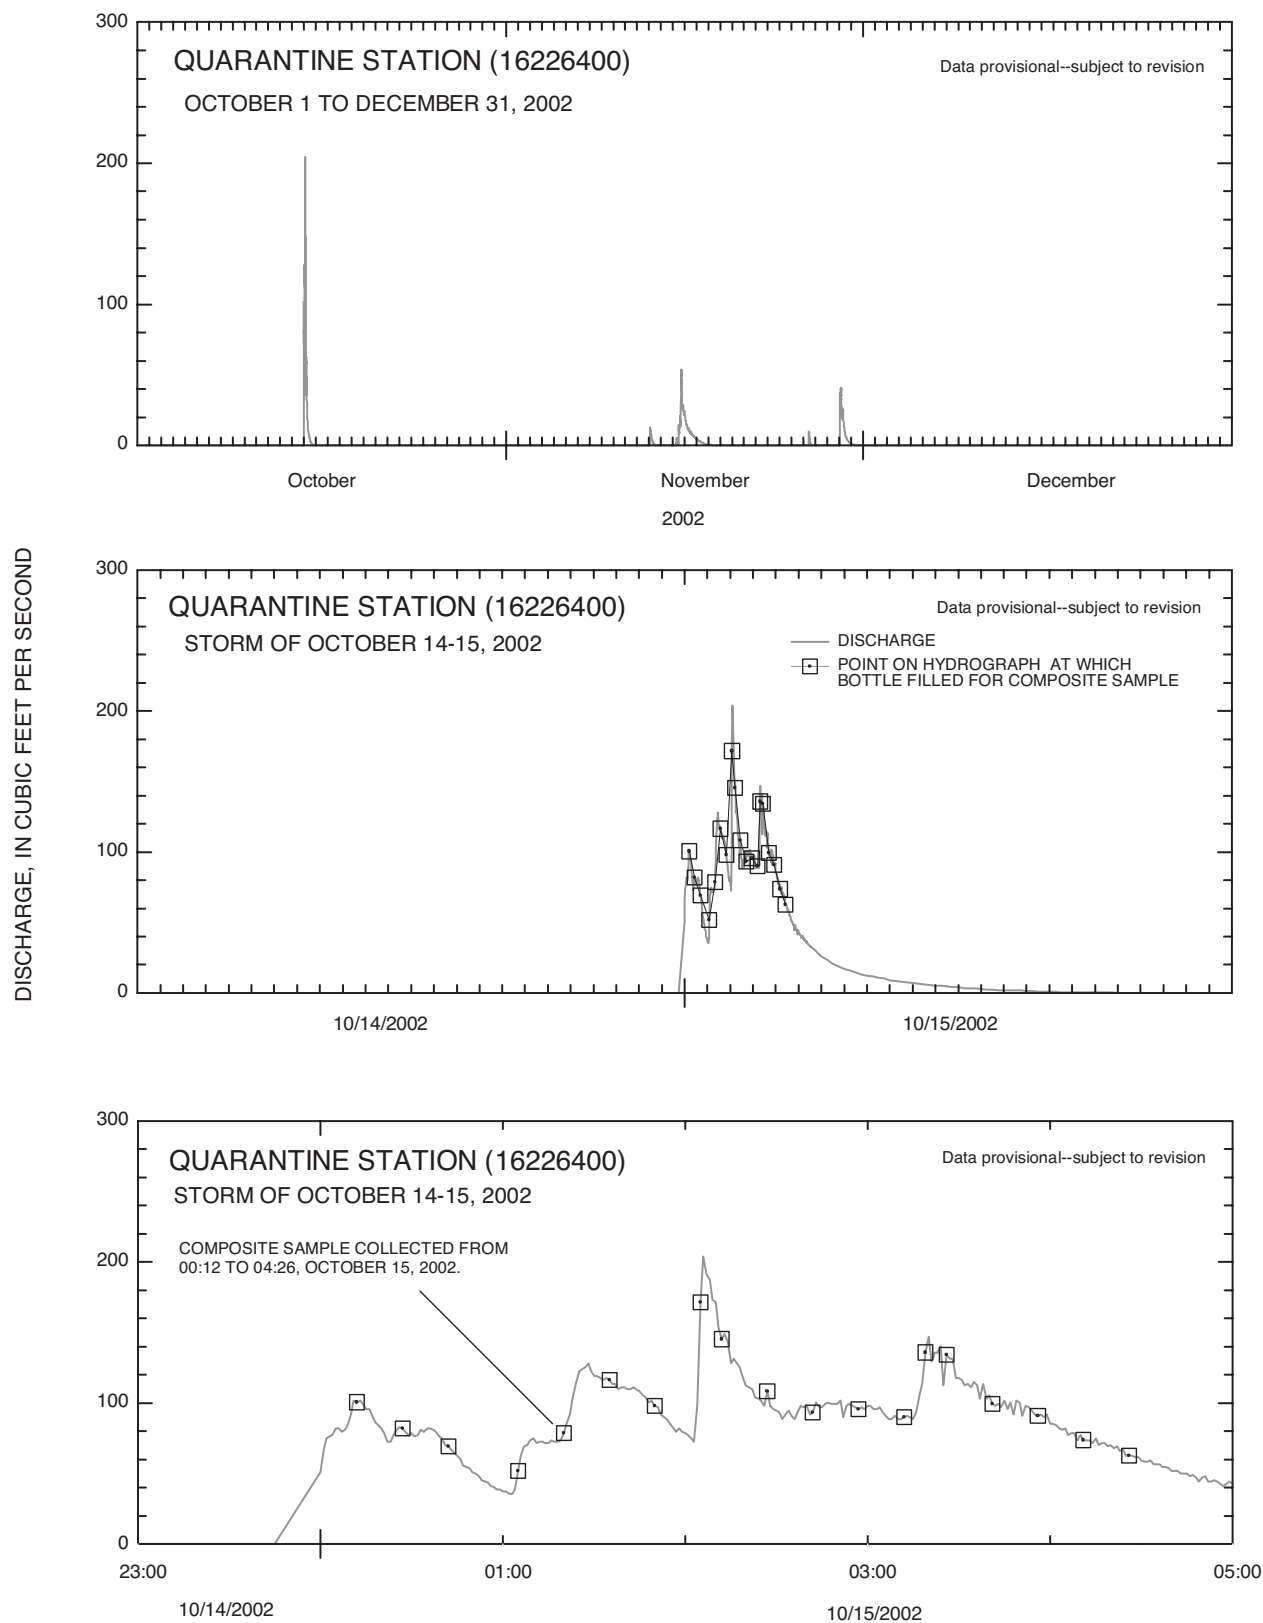 DISCHARGE, IN CUBIC FEET PER SECOND
300
200
100
0
QUARANTINE STATION (16226400)
Data provisional--subject to revision
OCTOBER 1 TO DECEMBER 31, 2002
October
November
December
2002
300
200
100
0
QUARANTINE STATION (16226400)
Data provisional--subject to revision
STORM OF OCTOBER 14-15, 2002
DISCHARGE
POINT ON HYDROGRAPH AT WHICH
BOTTLE FILLED FOR COMPOSITE SAMPLE
10/14/2002
10/15/2002
300
200
100
0
QUARANTINE STATION (16226400)
Data provisional--subject to revision
STORM OF OCTOBER 14-15, 2002
COMPOSITE SAMPLE COLLECTED FROM
00:12 TO 04:26, OCTOBER 15, 2002.
23:00
01:00
03:00
05:00
10/14/2002
10/15/2002